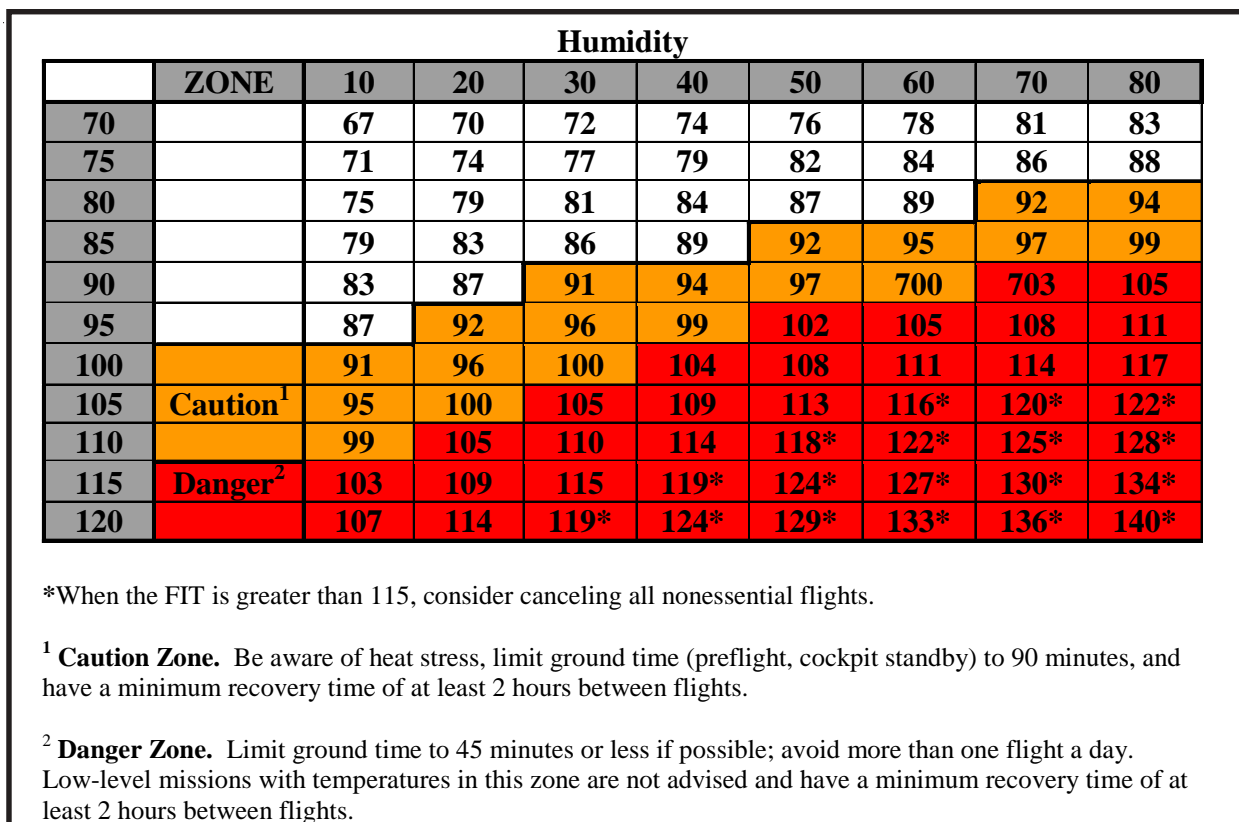 Humidity
ZONE 10 20 30 40 50 60 70 80
70 67 70 72 74 76 78 81 83
75 71 74 77 79 82 84 86 88
80 75 79 81 84 87 89 92 94
85 79 83 86 89 92 95 97 99
90 83 87 91 94 97 700 703 105
95 87 92 96 99 102 105 108 111
100 91 96 100 104 108 111 114 117
105 Caution¹ 95 100 105 109 113 116* 120* 122*
110 99 105 110 114 118* 122* 125* 128*
115 Danger² 103 109 115 119* 124* 127* 130* 134*
120 107 114 119* 124* 129* 133* 136* 140*
*When the FIT is greater than 115, consider canceling all nonessential flights.
¹ Caution Zone. Be aware of heat stress, limit ground time (preflight, cockpit standby) to 90 minutes, and
have a minimum recovery time of at least 2 hours between flights.
² Danger Zone. Limit ground time to 45 minutes or less if possible; avoid more than one flight a day.
Low-level missions with temperatures in this zone are not advised and have a minimum recovery time of at
least 2 hours between flights.